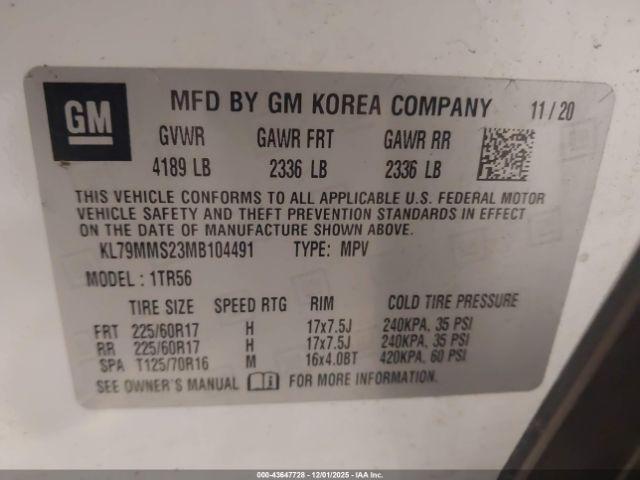 GM
MFD BY GM KOREA COMPANY 11 / 20
GVWR GAWR FRT GAWR RR
4189 LB 2336 LB 2336 LB
THIS VEHICLE CONFORMS TO ALL APPLICABLE U.S. FEDERAL MOTOR
VEHICLE SAFETY AND THEFT PREVENTION STANDARDS IN EFFECT
ON THE DATE OF MANUFACTURE SHOWN ABOVE.
KL79MMS23MB104491 TYPE: MPV
MODEL : 1TR56
TIRE SIZE SPEED RTG RIM COLD TIRE PRESSURE
FRT 225/60R17 H 17x7.5J 240KPA, 35 PSI
RR 225/60R17 H 17x7.5J 240KPA, 35 PSI
SPA T125/70R16 M 16x4.0BT 420KPA, 60 PSI
SEE OWNER'S MANUAL FOR MORE INFORMATION.
000-43647728 - 12/01/2025 - IAA Inc.